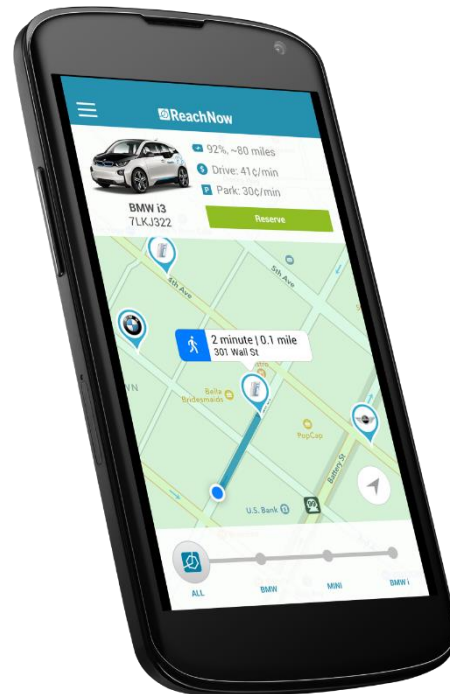 ReachNow
92%, ~80 miles
Drive: 41¢/min
P Park: 30¢/min
BMW i3
7LKJ322
Reserve
5th Ave
5th Ave
2 minute | 0.1 mile
301 Wall St
Bella
Bridesmaids
PopCap
Battery St
U.S. Bank
ALL
BMW
MINI
BMW i